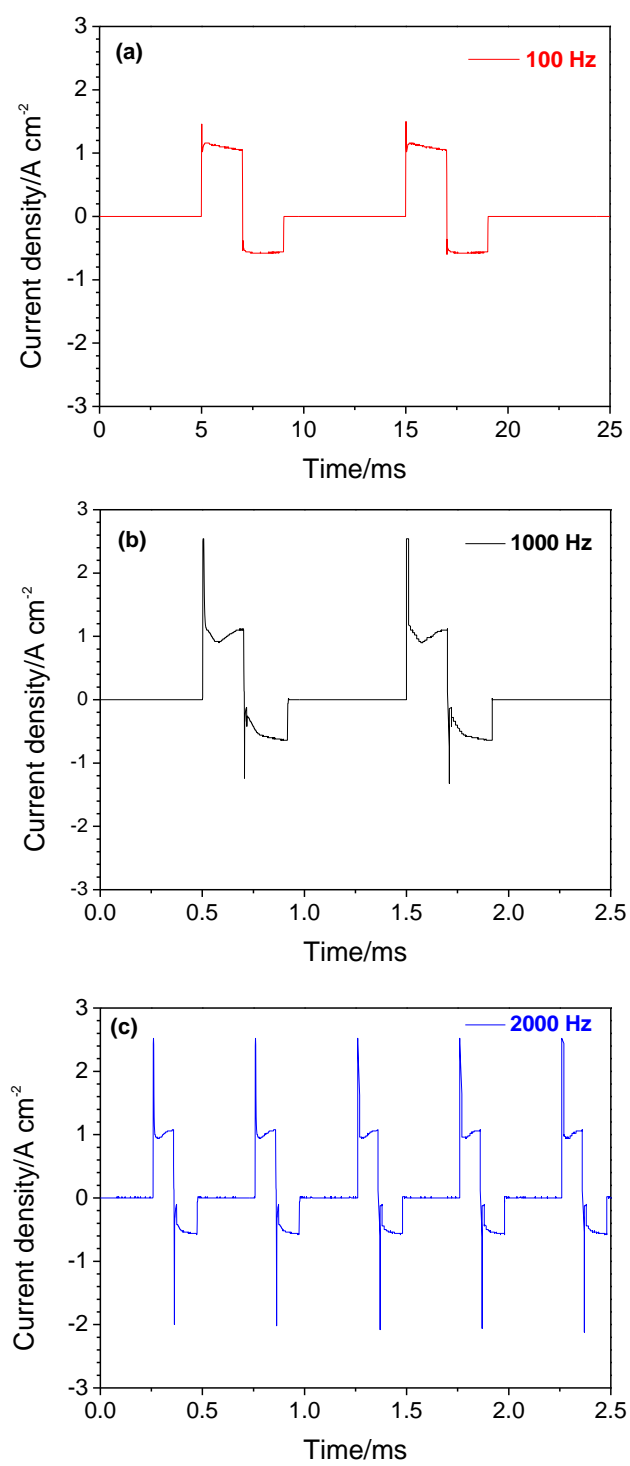 (a)
100 Hz
3
2
1
0
-1
-2
-3
Current density/A cm-2
0 5 10 15 20 25
Time/ms
(b)
1000 Hz
3
2
1
0
-1
-2
-3
Current density/A cm-2
0.0 0.5 1.0 1.5 2.0 2.5
Time/ms
(c)
2000 Hz
3
2
1
0
-1
-2
-3
Current density/A cm-2
0.0 0.5 1.0 1.5 2.0 2.5
Time/ms